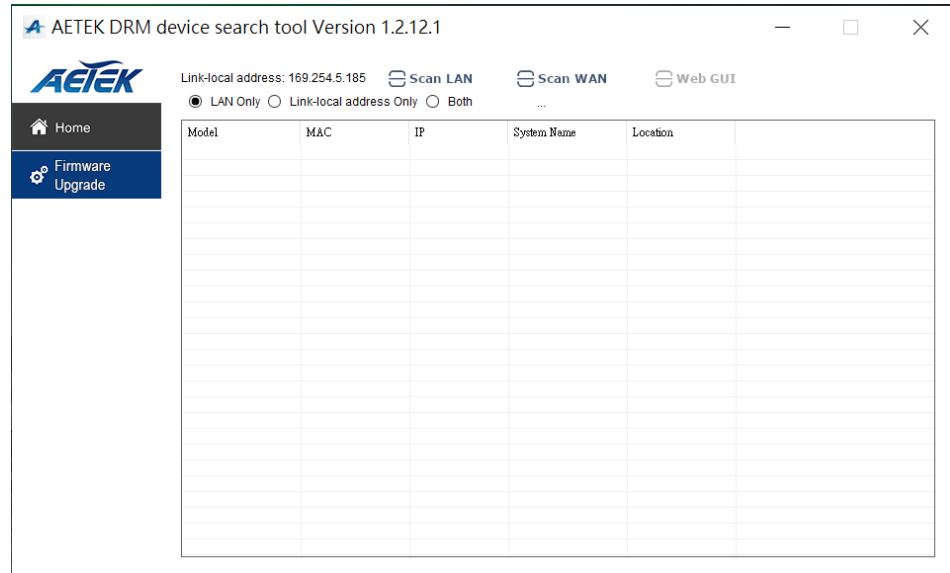 AETEK DRM device search tool Version 1.2.12.1
AETEK
Link-local address: 169.254.5.185 Scan LAN Scan WAN Web GUI
LAN Only Link-local address Only Both ...
Home
Firmware
Upgrade
Model MAC IP System Name Location